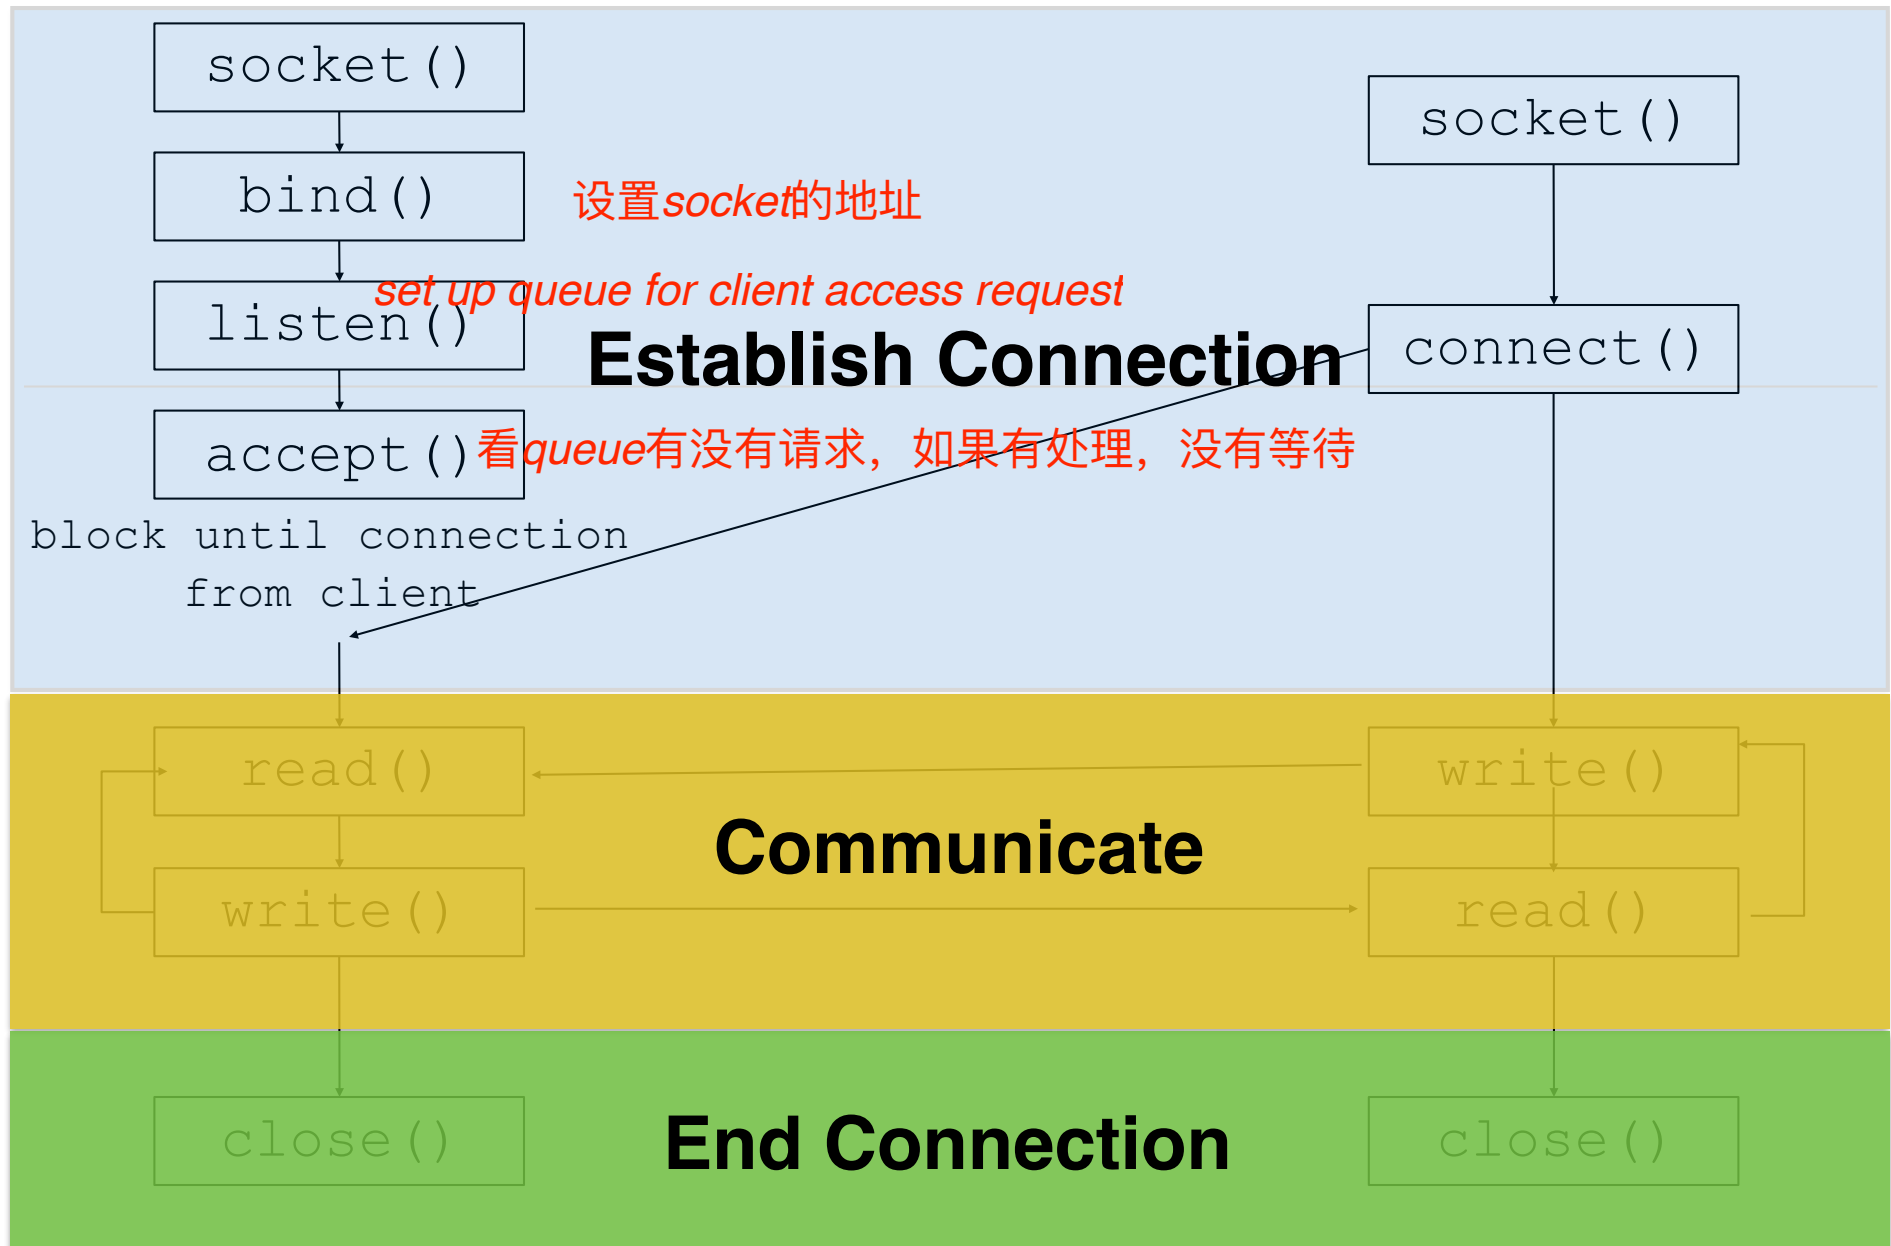 socket()
socket()
bind()
设置socket的地址
set up queue for client access request
listen()
Establish Connection
connect()
accept()
看queue有没有请求，如果有处理，没有等待
block until connection
from client
read()
write()
Communicate
write()
read()
close()
End Connection
close()